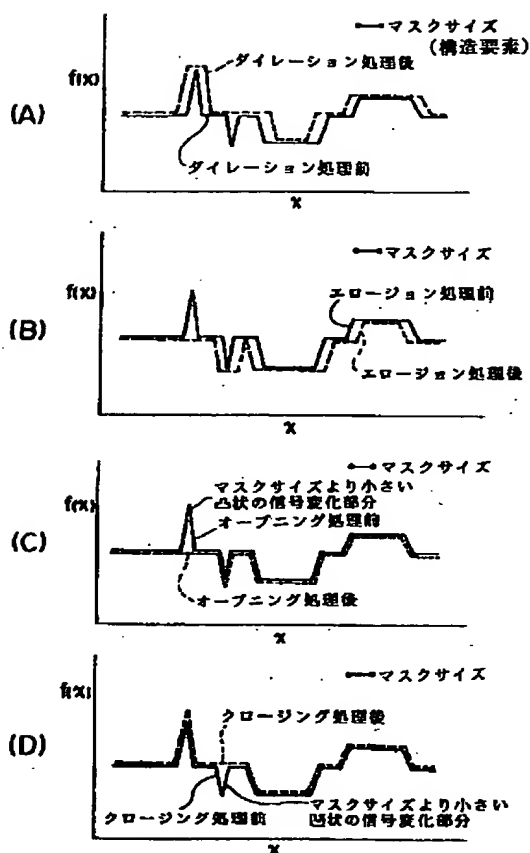 (A)
f(x)
マスクサイズ
(構造要素)
ダイレーション処理後
ダイレーション処理前
x
(B)
f(x)
マスクサイズ
エロージョン処理前
エロージョン処理後
x
(C)
f(x)
マスクサイズ
マスクサイズより小さい
凸状の信号変化部分
オープニング処理前
オープニング処理後
x
(D)
f(x)
マスクサイズ
クロージング処理後
クロージング処理前
マスクサイズより小さい
凹状の信号変化部分
x